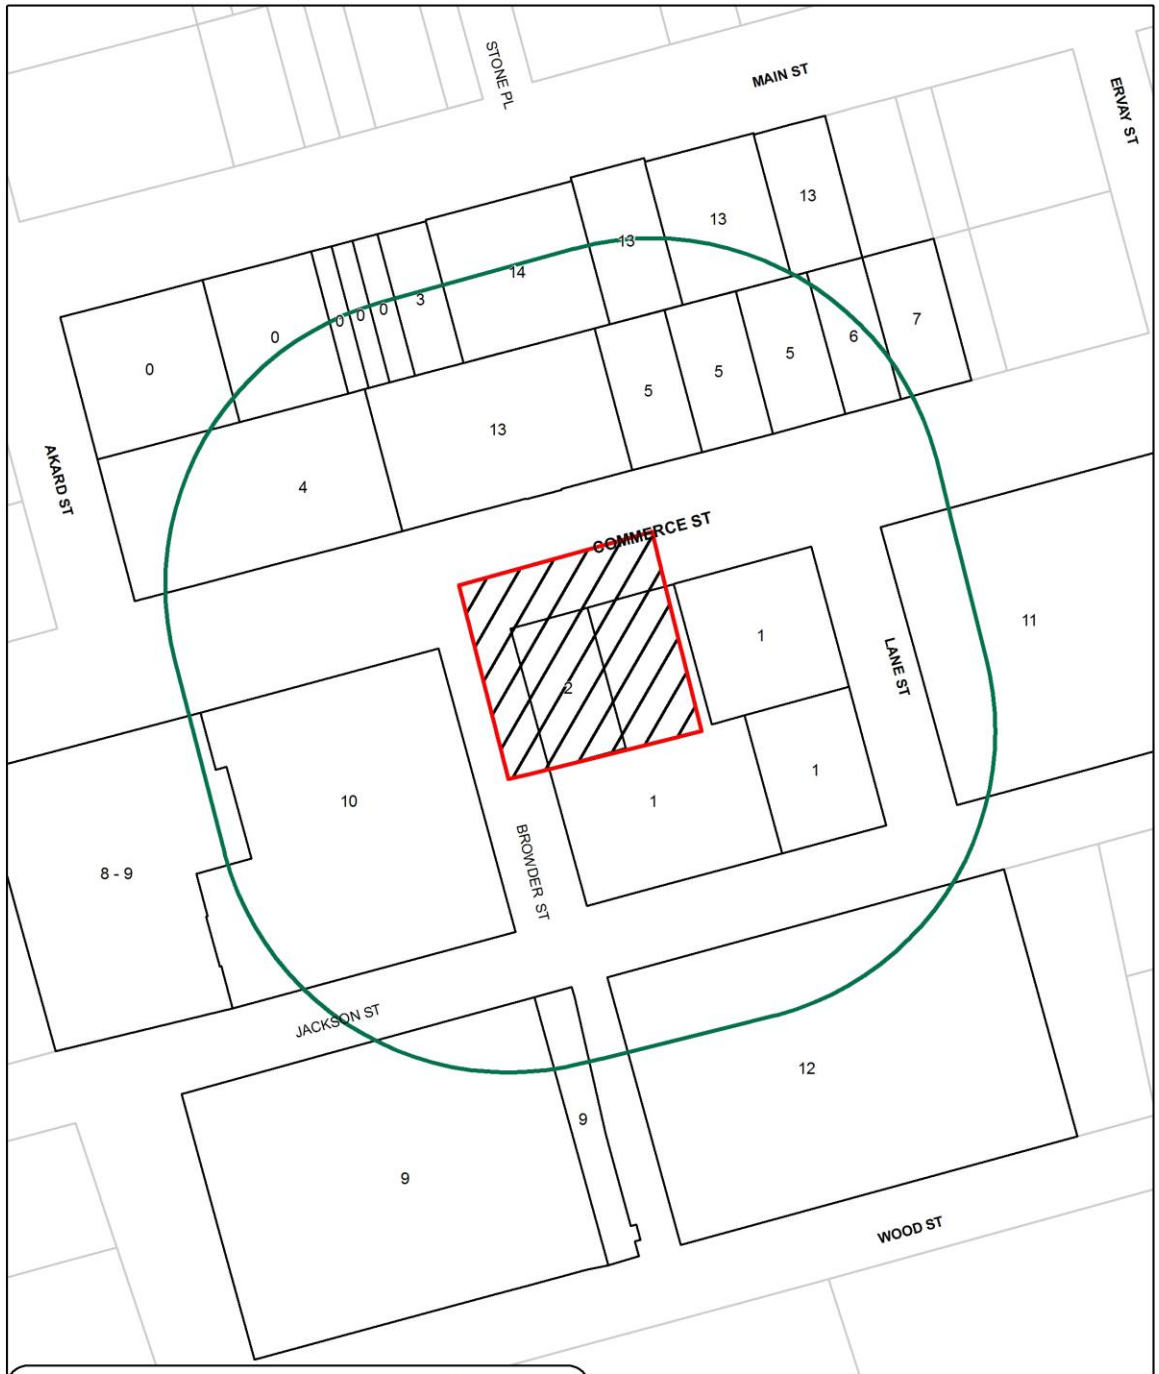 STONE PL
MAIN ST
ERVAY ST
13
13
13
14
3
0
0
0
0
0
7
6
5
5
5
13
4
AKARD ST
COMMERCE ST
1
11
LANE ST
2
10
1
1
8 - 9
BROWDER ST
JACKSON ST
12
9
9
WOOD ST